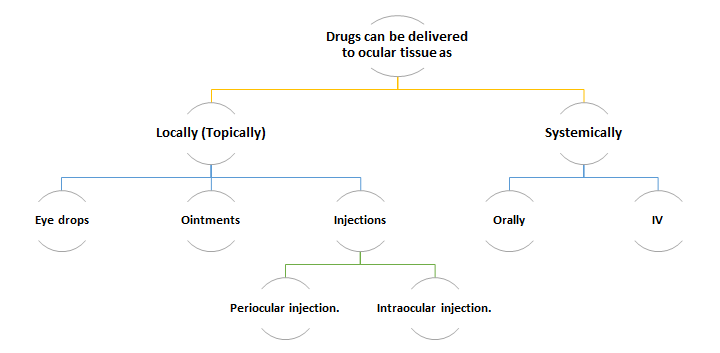 Drugs can be delivered
to ocular tissue as
Locally (Topically)
Systemically
Eye drops
Ointments
Injections
Orally
IV
Periocular injection.
Intraocular injection.